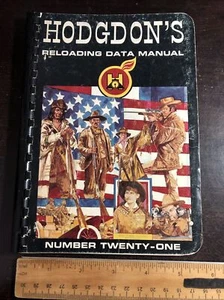 HODGDON'S
RELOADING DATA MANUAL
H
NUMBER TWENTY-ONE